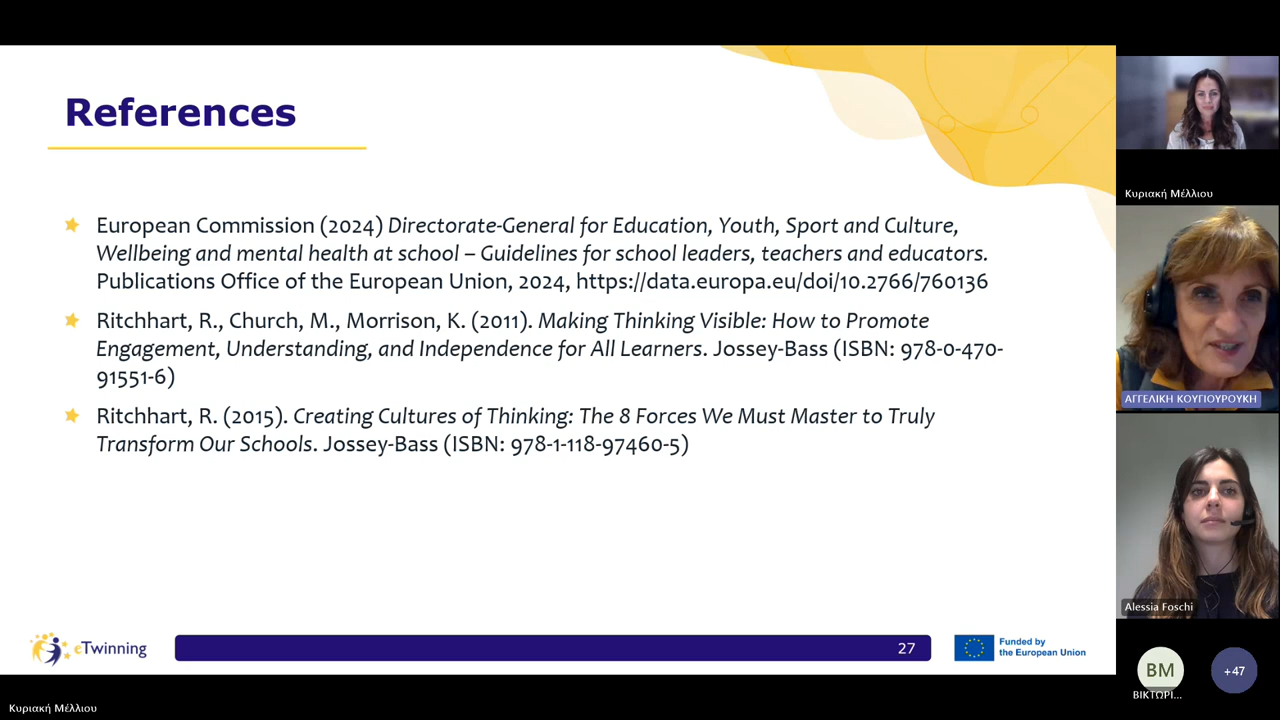 References
European Commission (2024) Directorate-General for Education, Youth, Sport and Culture,
Wellbeing and mental health at school – Guidelines for school leaders, teachers and educators.
Publications Office of the European Union, 2024, https://data.europa.eu/doi/10.2766/760136
Ritchhart, R., Church, M., Morrison, K. (2011). Making Thinking Visible: How to Promote
Engagement, Understanding, and Independence for All Learners. Jossey-Bass (ISBN: 978-0-470-
91551-6)
Ritchhart, R. (2015). Creating Cultures of Thinking: The 8 Forces We Must Master to Truly
Transform Our Schools. Jossey-Bass (ISBN: 978-1-118-97460-5)
eTwinning
27
Funded by
the European Union
Κυριακή Μέλλιου
ΑΓΓΕΛΙΚΗ ΚΟΥΓΙΟΥΡΟΥΚΗ
Alessia Foschi
BM
+47
ΒΙΚΤΩΡΙ...
Κυριακή Μέλλιου